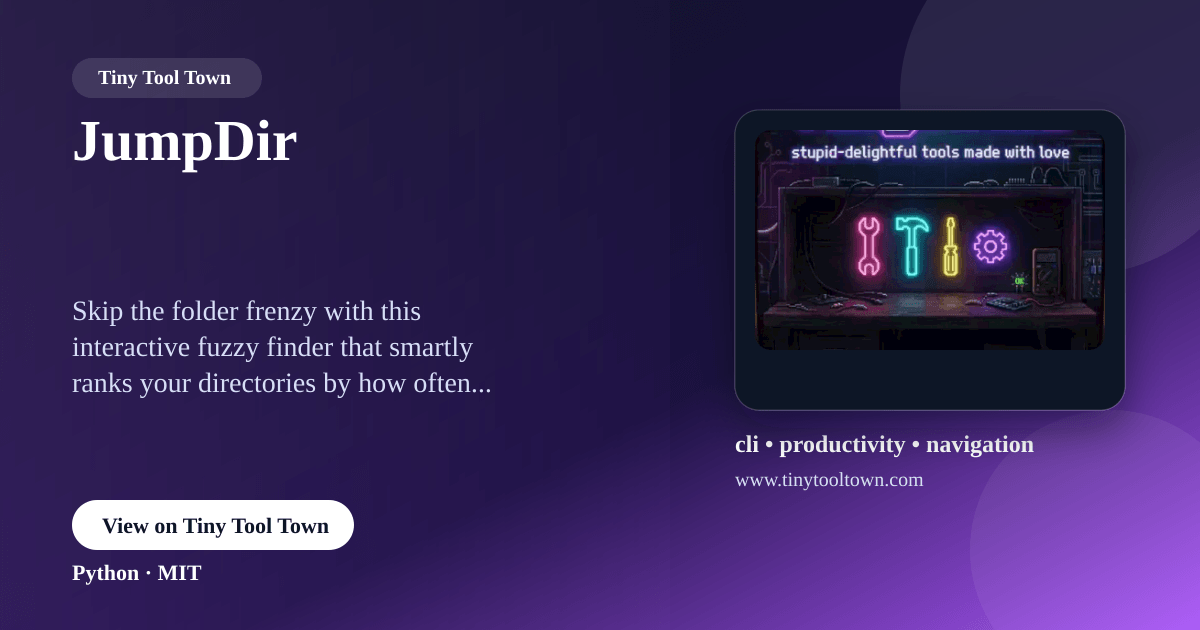 Tiny Tool Town
JumpDir
Skip the folder frenzy with this
interactive fuzzy finder that smartly
ranks your directories by how often...
View on Tiny Tool Town
Python · MIT
stupid-delightful tools made with love
cli • productivity • navigation
www.tinytooltown.com